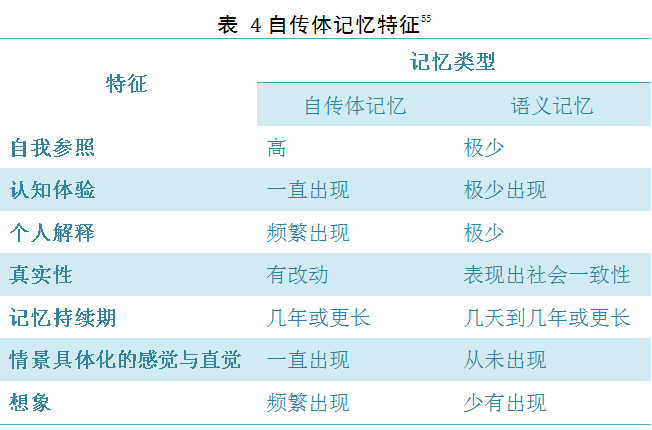 表 4自传体记忆特征55
特征 记忆类型
自传体记忆 语义记忆
自我参照 高 极少
认知体验 一直出现 极少出现
个人解释 频繁出现 极少
真实性 有改动 表现出社会一致性
记忆持续期 几年或更长 几天到几年或更长
情景具体化的感觉与直觉 一直出现 从未出现
想象 频繁出现 少有出现